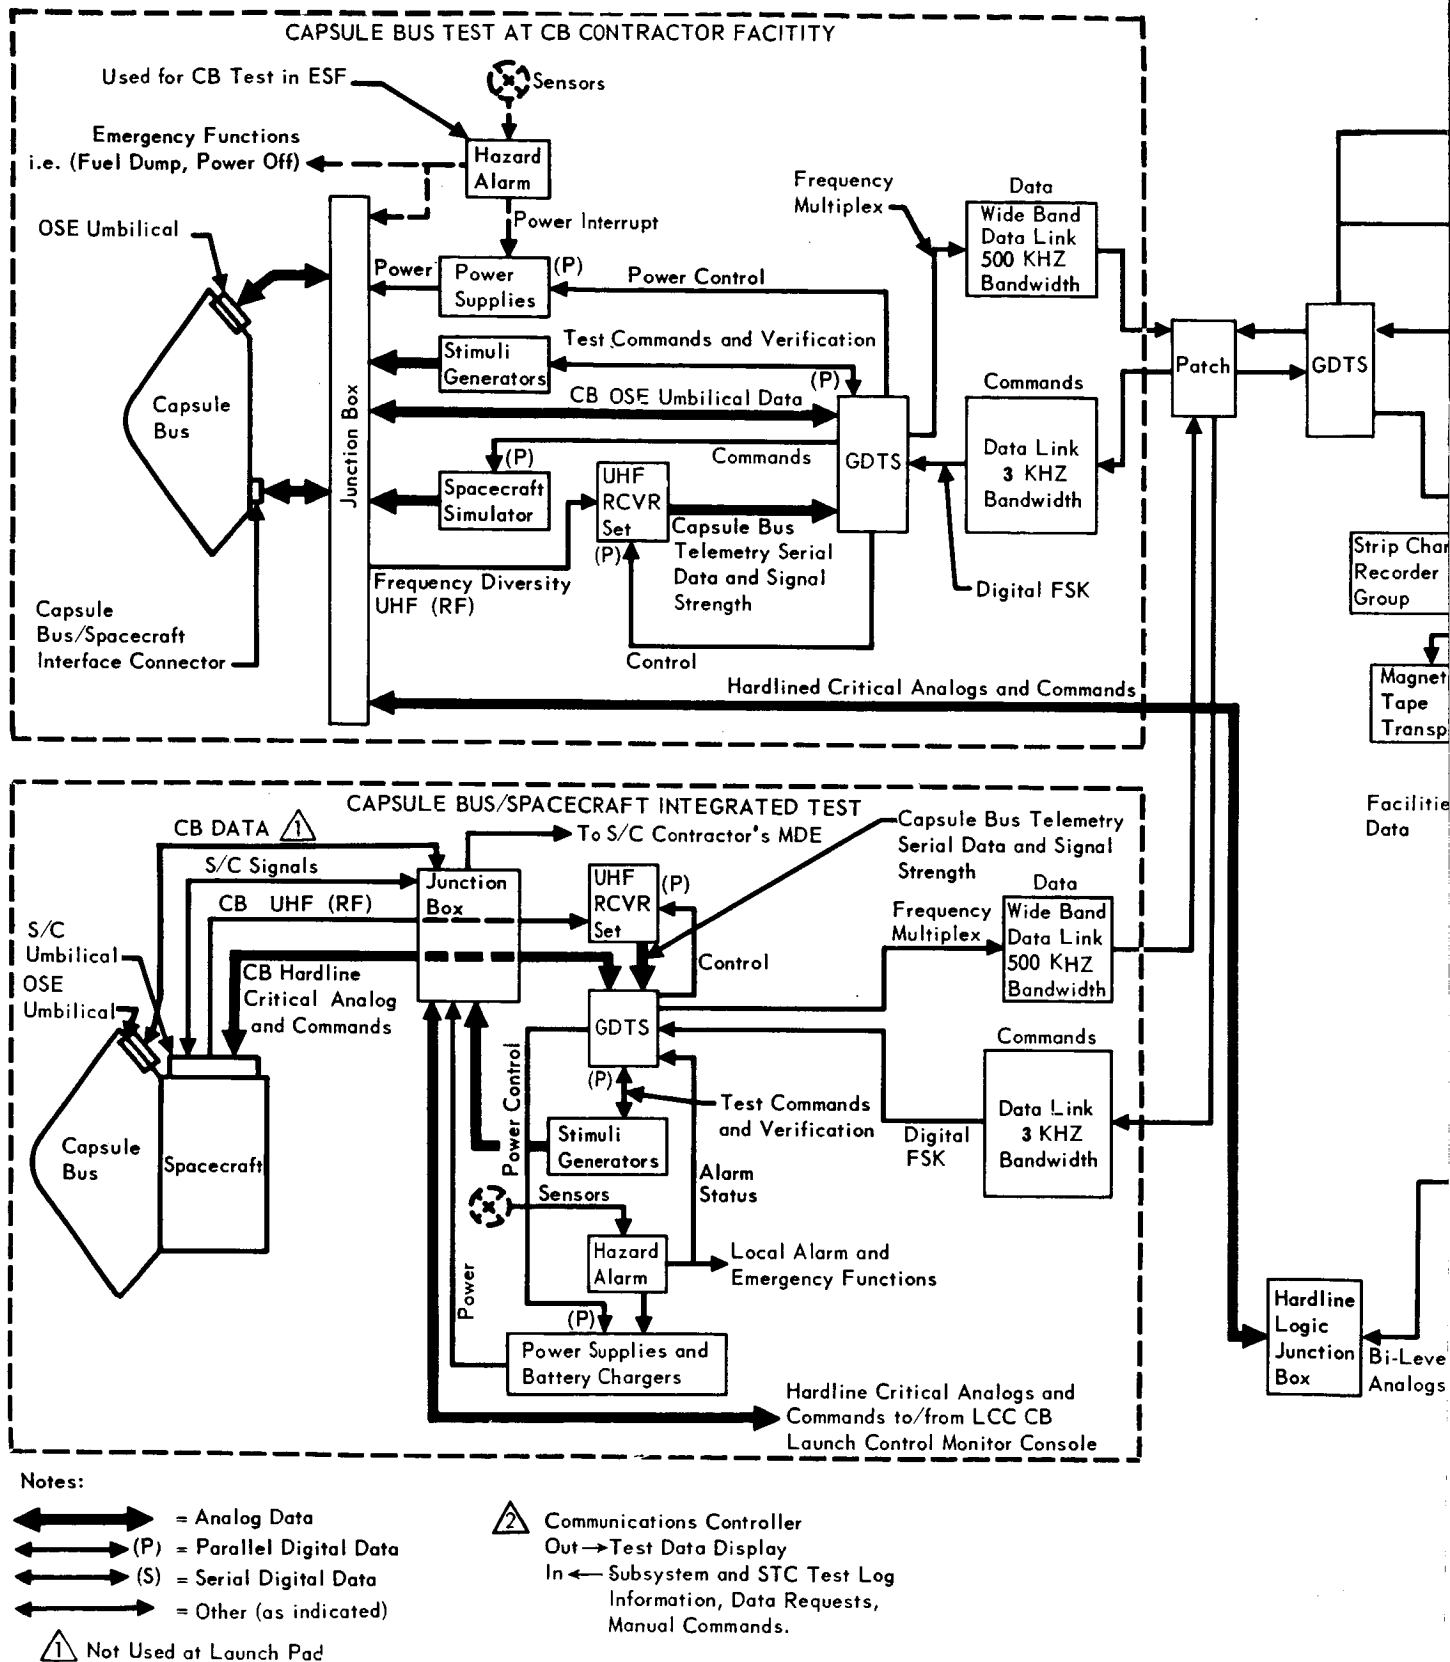 CAPSULE BUS TEST AT CB CONTRACTOR FACITITY
Used for CB Test in ESF
Sensors
Emergency Functions
i.e. (Fuel Dump, Power Off)
Hazard
Alarm
Power Interrupt
OSE Umbilical
Power
Power
Supplies
(P)
Power Control
Frequency
Multiplex
Data
Wide Band
Data Link
500 KHZ
Bandwidth
Stimuli
Generators
Test Commands and Verification
(P)
CB OSE Umbilical Data
Capsule
Bus
Junction Box
Commands
(P)
Spacecraft
Simulator
UHF
RCVR
Set
(P)
GDTS
Commands
Data Link
3 KHZ
Bandwidth
Patch
GDTS
Capsule Bus
Telemetry Serial
Data and Signal
Strength
Digital FSK
Frequency Diversity
UHF (RF)
Control
Capsule
Bus/Spacecraft
Interface Connector
Hardlined Critical Analogs and Commands
Strip Char
Recorder
Group
Magnet
Tape
Transp
Facilitie
Data
CAPSULE BUS/SPACECRAFT INTEGRATED TEST
CB DATA 1
To S/C Contractor's MDE
S/C Signals
CB UHF (RF)
Junction
Box
UHF
RCVR
Set
(P)
Capsule Bus Telemetry
Serial Data and Signal
Strength
Data
Frequency
Multiplex
Wide Band
Data Link
500 KHZ
Bandwidth
S/C
Umbilical
OSE
Umbilical
CB Hardline
Critical Analog
and Commands
Control
GDTS
(P)
Commands
Data Link
3 KHZ
Bandwidth
Digital
FSK
Power Control
Test Commands
and Verification
Stimuli
Generators
Alarm
Status
Capsule
Bus
Spacecraft
Sensors
Hazard
Alarm
Local Alarm and
Emergency Functions
Power
(P)
Power Supplies and
Battery Chargers
Hardline Critical Analogs and
Commands to/from LCC CB
Launch Control Monitor Console
Hardline
Logic
Junction
Box
Bi-Leve
Analogs
Notes:
= Analog Data
(P) = Parallel Digital Data
(S) = Serial Digital Data
= Other (as indicated)
1 Not Used at Launch Pad
2 Communications Controller
Out → Test Data Display
In ← Subsystem and STC Test Log
Information, Data Requests,
Manual Commands.